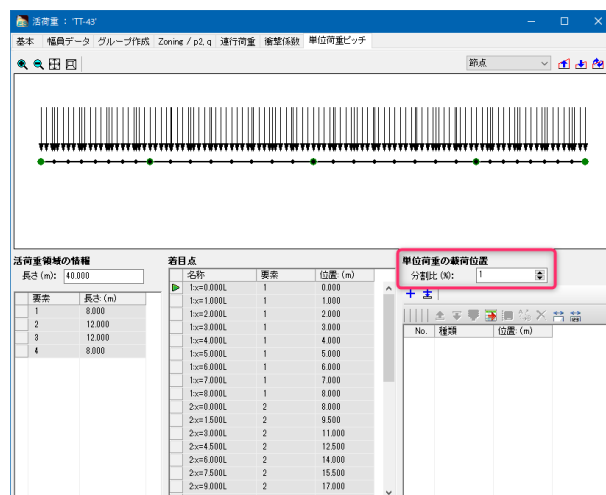 活荷重 : 'TT-43'
基本 幅員データ グループ作成 Zoning / p2, q 連行荷重 衝撃係数 単位荷重ピッチ
節点
活荷重領域の情報
長さ(m): 40.000
要素 長さ(m)
1 8.000
2 12.000
3 12.000
4 8.000
着目点
名称 要素 位置(m)
1:x=0.000L 1 0.000
1:x=1.000L 1 1.000
1:x=2.000L 1 2.000
1:x=3.000L 1 3.000
1:x=4.000L 1 4.000
1:x=5.000L 1 5.000
1:x=6.000L 1 6.000
1:x=7.000L 1 7.000
1:x=8.000L 1 8.000
2:x=0.000L 2 8.000
2:x=1.500L 2 9.500
2:x=3.000L 2 11.000
2:x=4.500L 2 12.500
2:x=6.000L 2 14.000
2:x=7.500L 2 15.500
2:x=9.000L 2 17.000
単位荷重の載荷位置
分割比(%): 1
No. 種類 位置(m)